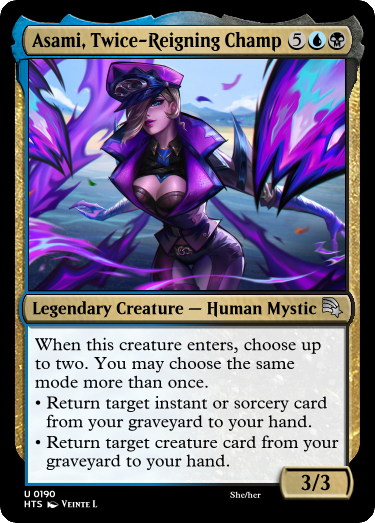 Asami, Twice-Reigning Champ 5
Legendary Creature — Human Mystic
When this creature enters, choose up
to two. You may choose the same
mode more than once.
• Return target instant or sorcery card
from your graveyard to your hand.
• Return target creature card from your
graveyard to your hand.
3/3
U 0190
HTS VEINTE L
She/her